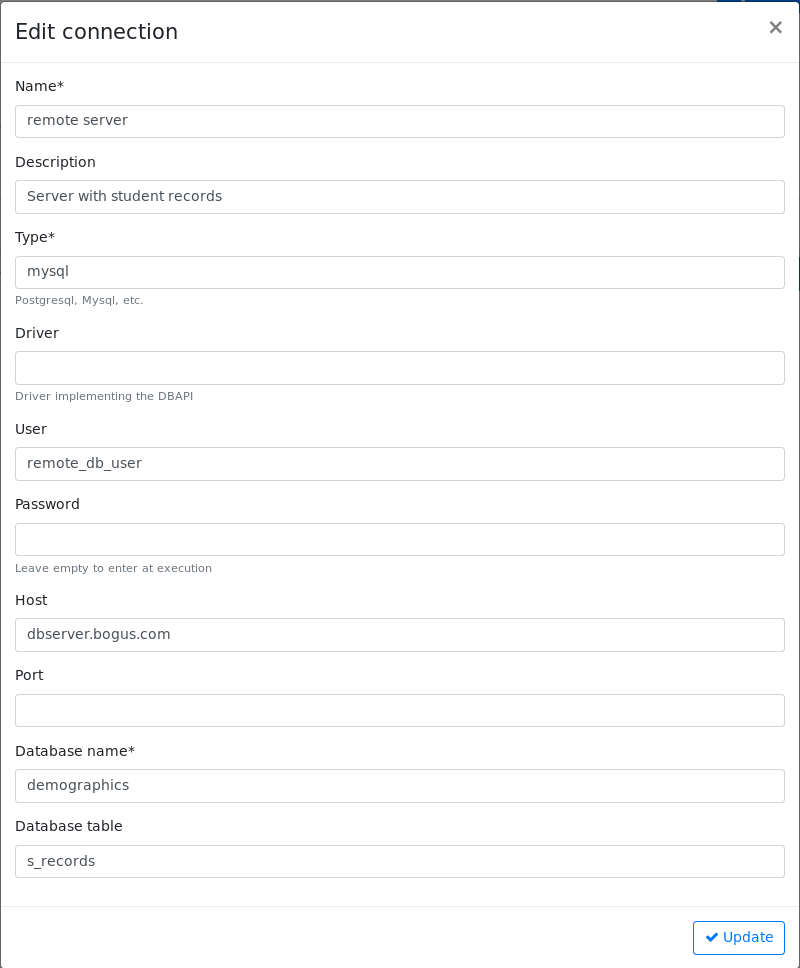 Edit connection
×
Name*
remote server
Description
Server with student records
Type*
mysql
Postgresql, Mysql, etc.
Driver
Driver implementing the DBAPI
User
remote_db_user
Password
Leave empty to enter at execution
Host
dbserver.bogus.com
Port
Database name*
demographics
Database table
s_records
Update